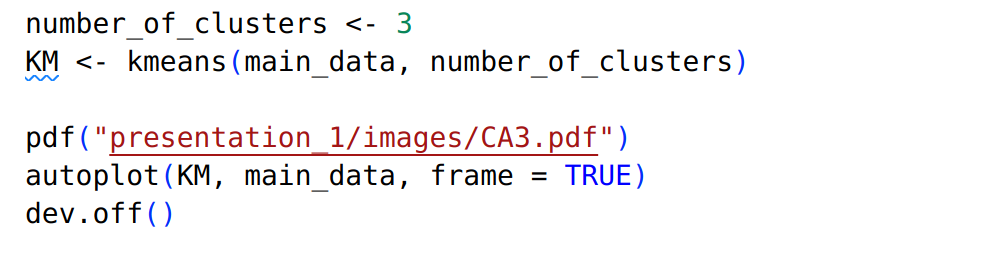 number_of_clusters <- 3
KM <- kmeans(main_data, number_of_clusters)
pdf("presentation_1/images/CA3.pdf")
autoplot(KM, main_data, frame = TRUE)
dev.off()